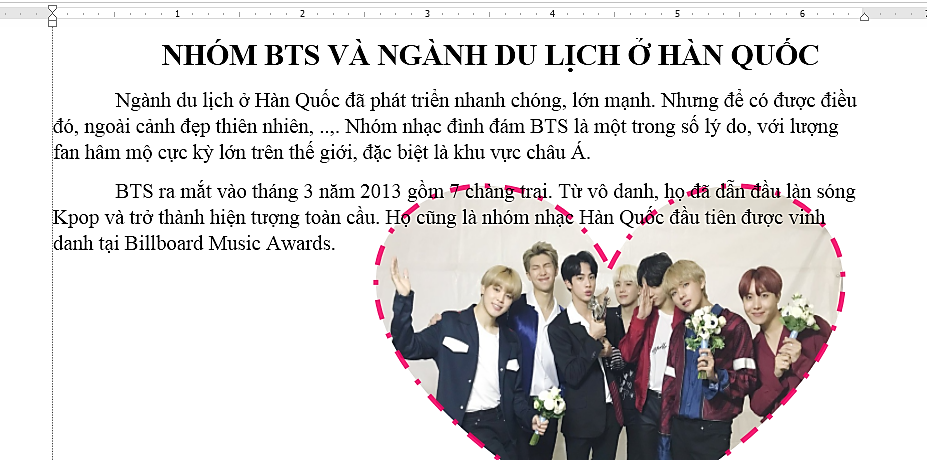 1 2 3 4 5 6
NHÓM BTS VÀ NGÀNH DU LỊCH Ở HÀN QUỐC
Ngành du lịch ở Hàn Quốc đã phát triển nhanh chóng, lớn mạnh. Nhưng để có được điều
đó, ngoài cảnh đẹp thiên nhiên, ..,. Nhóm nhạc đình đám BTS là một trong số lý do, với lượng
fan hâm mộ cực kỳ lớn trên thế giới, đặc biệt là khu vực châu Á.
BTS ra mắt vào tháng 3 năm 2013 gồm 7 chàng trai. Từ vô danh, họ đã dẫn đầu làn sóng
Kpop và trở thành hiện tượng toàn cầu. Họ cũng là nhóm nhạc Hàn Quốc đầu tiên được vinh
danh tại Billboard Music Awards.